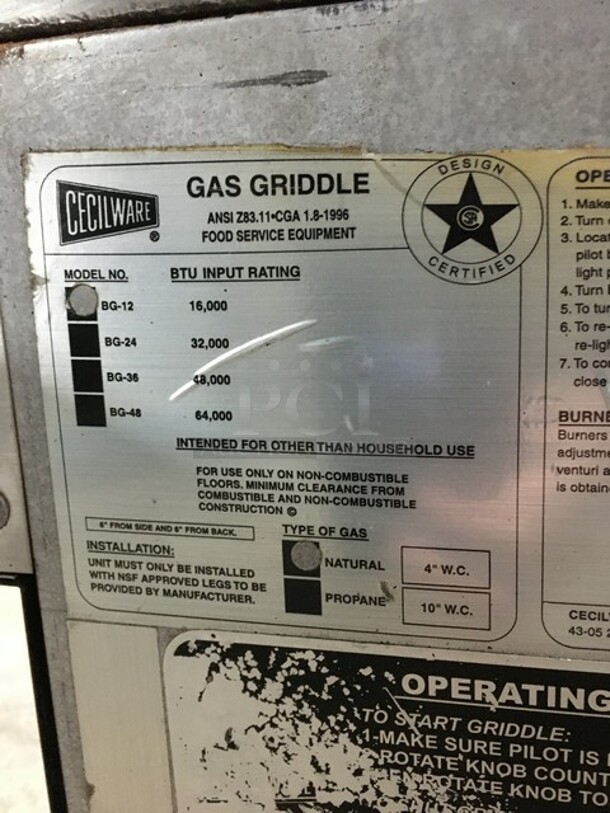 CECILWARE ®
GAS GRIDDLE
ANSI Z83.11•CGA 1.8-1996
FOOD SERVICE EQUIPMENT
DESIGN
CERTIFIED
MODEL NO. BTU INPUT RATING
BG-12 16,000
BG-24 32,000
BG-36 48,000
BG-48 64,000
PCI
INTENDED FOR OTHER THAN HOUSEHOLD USE
FOR USE ONLY ON NON-COMBUSTIBLE
FLOORS. MINIMUM CLEARANCE FROM
COMBUSTIBLE AND NON-COMBUSTIBLE
CONSTRUCTION ©
6" FROM SIDE AND 6" FROM BACK.
INSTALLATION:
UNIT MUST ONLY BE INSTALLED
WITH NSF APPROVED LEGS TO BE
PROVIDED BY MANUFACTURER.
TYPE OF GAS
NATURAL 4" W.C.
PROPANE 10" W.C.
OPE
1. Make
2. Turn
3. Locat
pilot
light
4. Turn
5. To tur
6. To re-
re-ligh
7. To co
close
BURNE
Burners
adjustme
venturi a
is obtain
CECIL
43-05 2
OPERATING
TO START GRIDDLE:
1-MAKE SURE PILOT IS
ROTATE KNOB COUNT
ROTATE KNOB TO